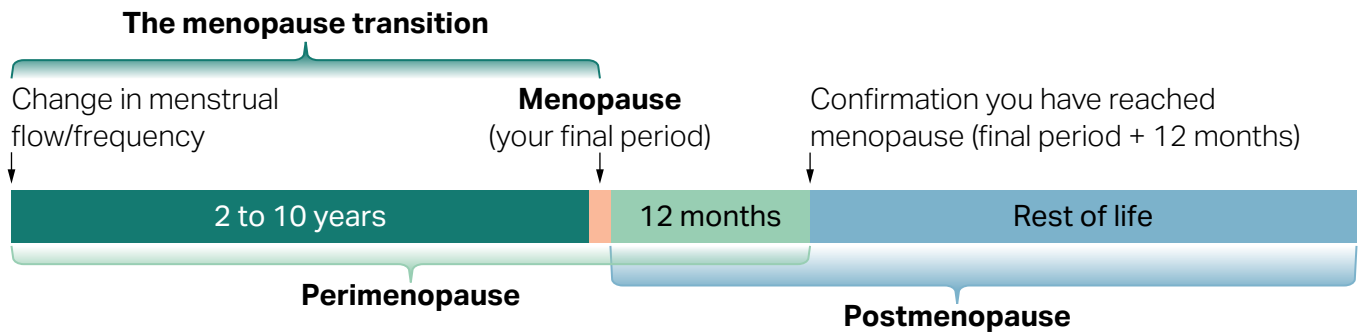 The menopause transition
Change in menstrual
flow/frequency
Menopause
(your final period)
Confirmation you have reached
menopause (final period + 12 months)
2 to 10 years
12 months
Rest of life
Perimenopause
Postmenopause